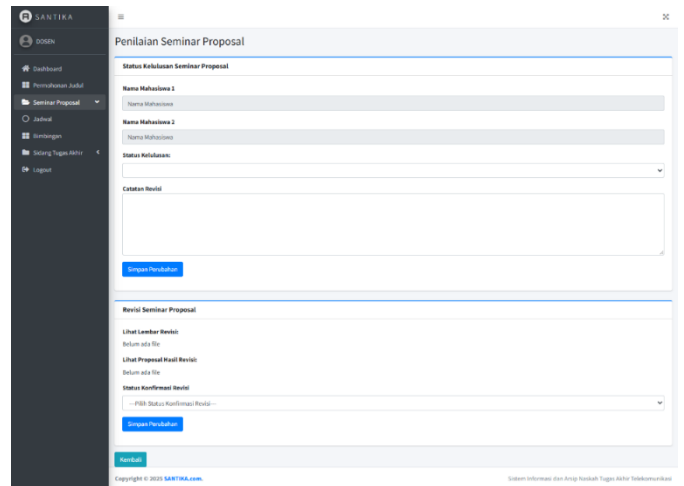 SANTIKA
DOSEN
Dashboard
Permohonan Judul
Seminar Proposal
Jadwal
Bimbingan
Sidang Tugas Akhir
Logout
Penilaian Seminar Proposal
Status Kelulusan Seminar Proposal
Nama Mahasiswa 1
Nama Mahasiswa
Nama Mahasiswa 2
Nama Mahasiswa
Status Kelulusan:
Catatan Revisi
Simpan Perubahan
Revisi Seminar Proposal
Lihat Lembar Revisi:
Belum ada file
Lihat Proposal Hasil Revisi:
Belum ada file
Status Konfirmasi Revisi
-- Pilih Status Konfirmasi Revisi --
Simpan Perubahan
Kembali
Copyright © 2025 SANTIKA.com.
Sistem Informasi dan Arsip Naskah Tugas Akhir Telekomunikasi